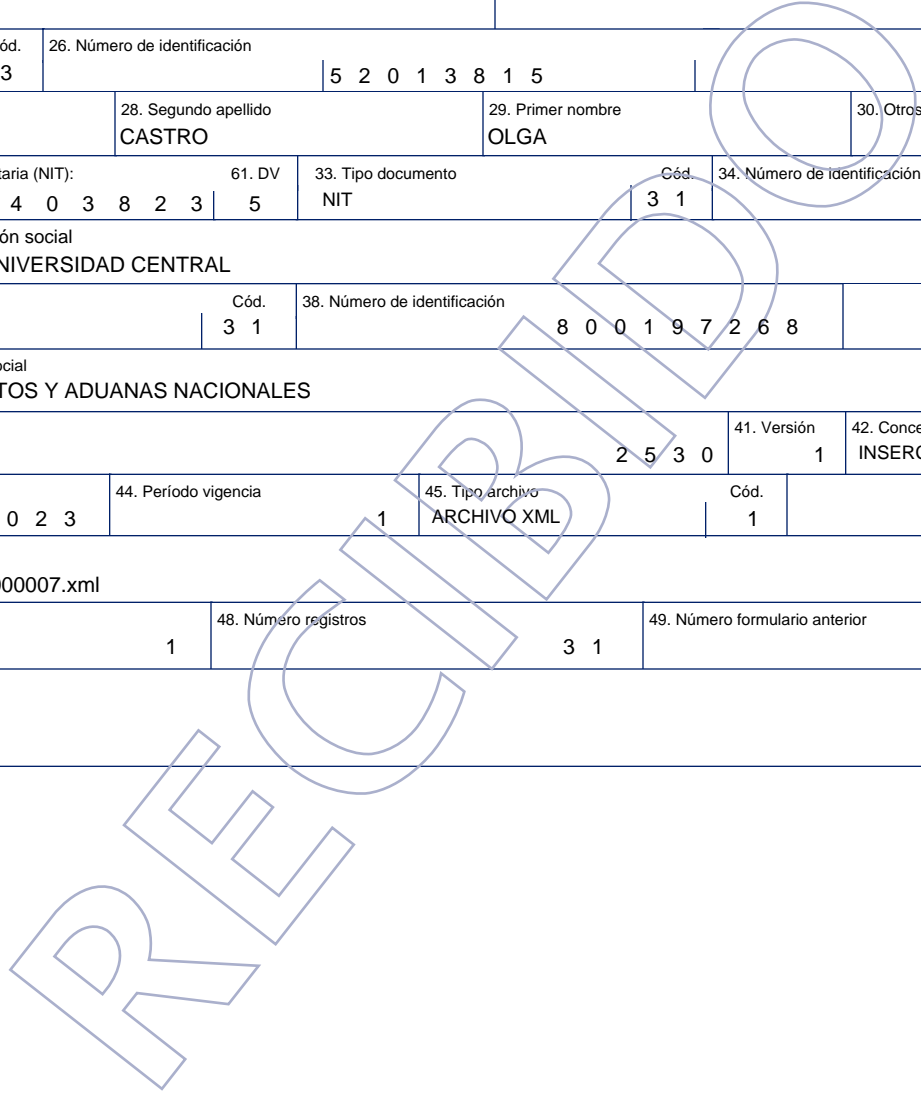 ód. 26. Número de identificación
3 5 2 0 1 3 8 1 5
28. Segundo apellido 29. Primer nombre 30. Otros
CASTRO OLGA
taria (NIT): 61. DV 33. Tipo documento Cód. 34. Número de identificación
4 0 3 8 2 3 5 NIT 3 1
ón social
NIVERSIDAD CENTRAL
Cód. 38. Número de identificación
3 1 8 0 0 1 9 7 2 6 8
ocial
TOS Y ADUANAS NACIONALES
41. Versión 42. Conce
2 5 3 0 1 INSERC
44. Período vigencia 45. Tipo archivo Cód.
0 2 3 1 ARCHIVO XML 1
000007.xml
48. Número registros 49. Número formulario anterior
1 3 1
RECIBIDO